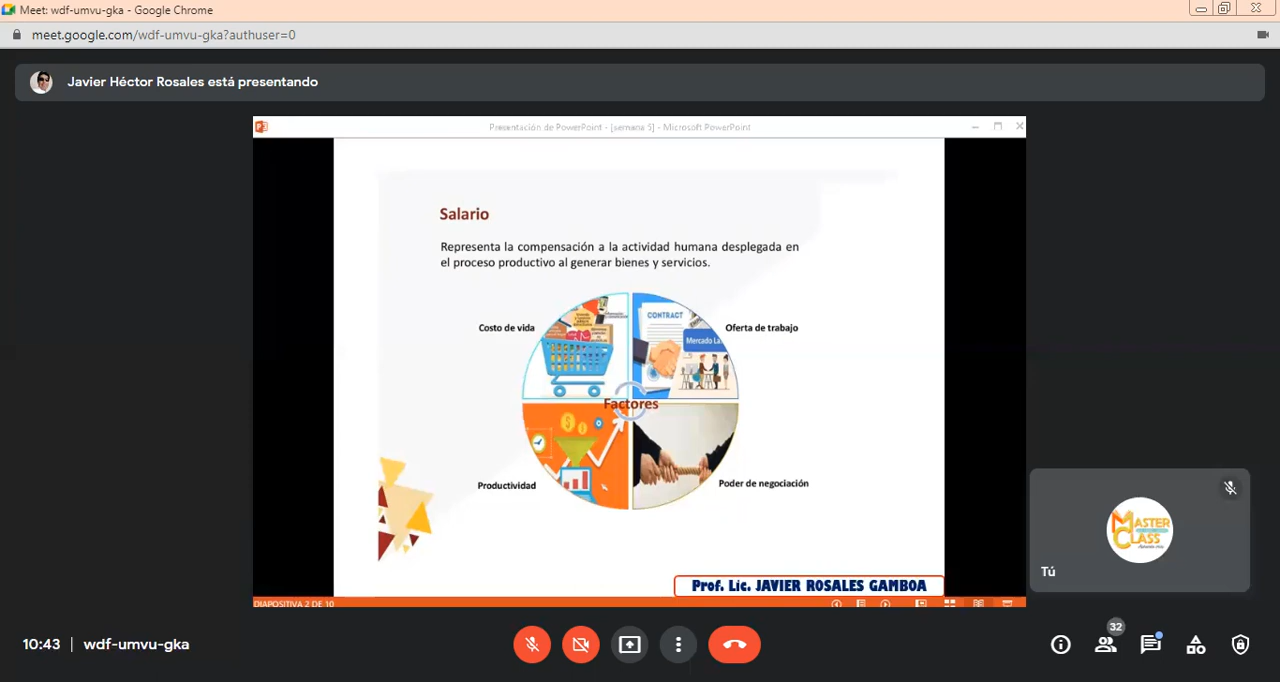 Meet: wdf-umvu-gka - Google Chrome
meet.google.com/wdf-umvu-gka?authuser=0
Javier Héctor Rosales está presentando
Presentación de PowerPoint - [semana 5] - Microsoft PowerPoint
Salario
Representa la compensación a la actividad humana desplegada en
el proceso productivo al generar bienes y servicios.
Costo de vida
CONTRACT
Oferta de trabajo
Mercado La
Factores
Productividad
Poder de negociación
MASTER
CLASS
Tú
Prof. Lic. JAVIER ROSALES GAMBOA
DIAPOSITIVA 2 DE 10
10:43 | wdf-umvu-gka
32